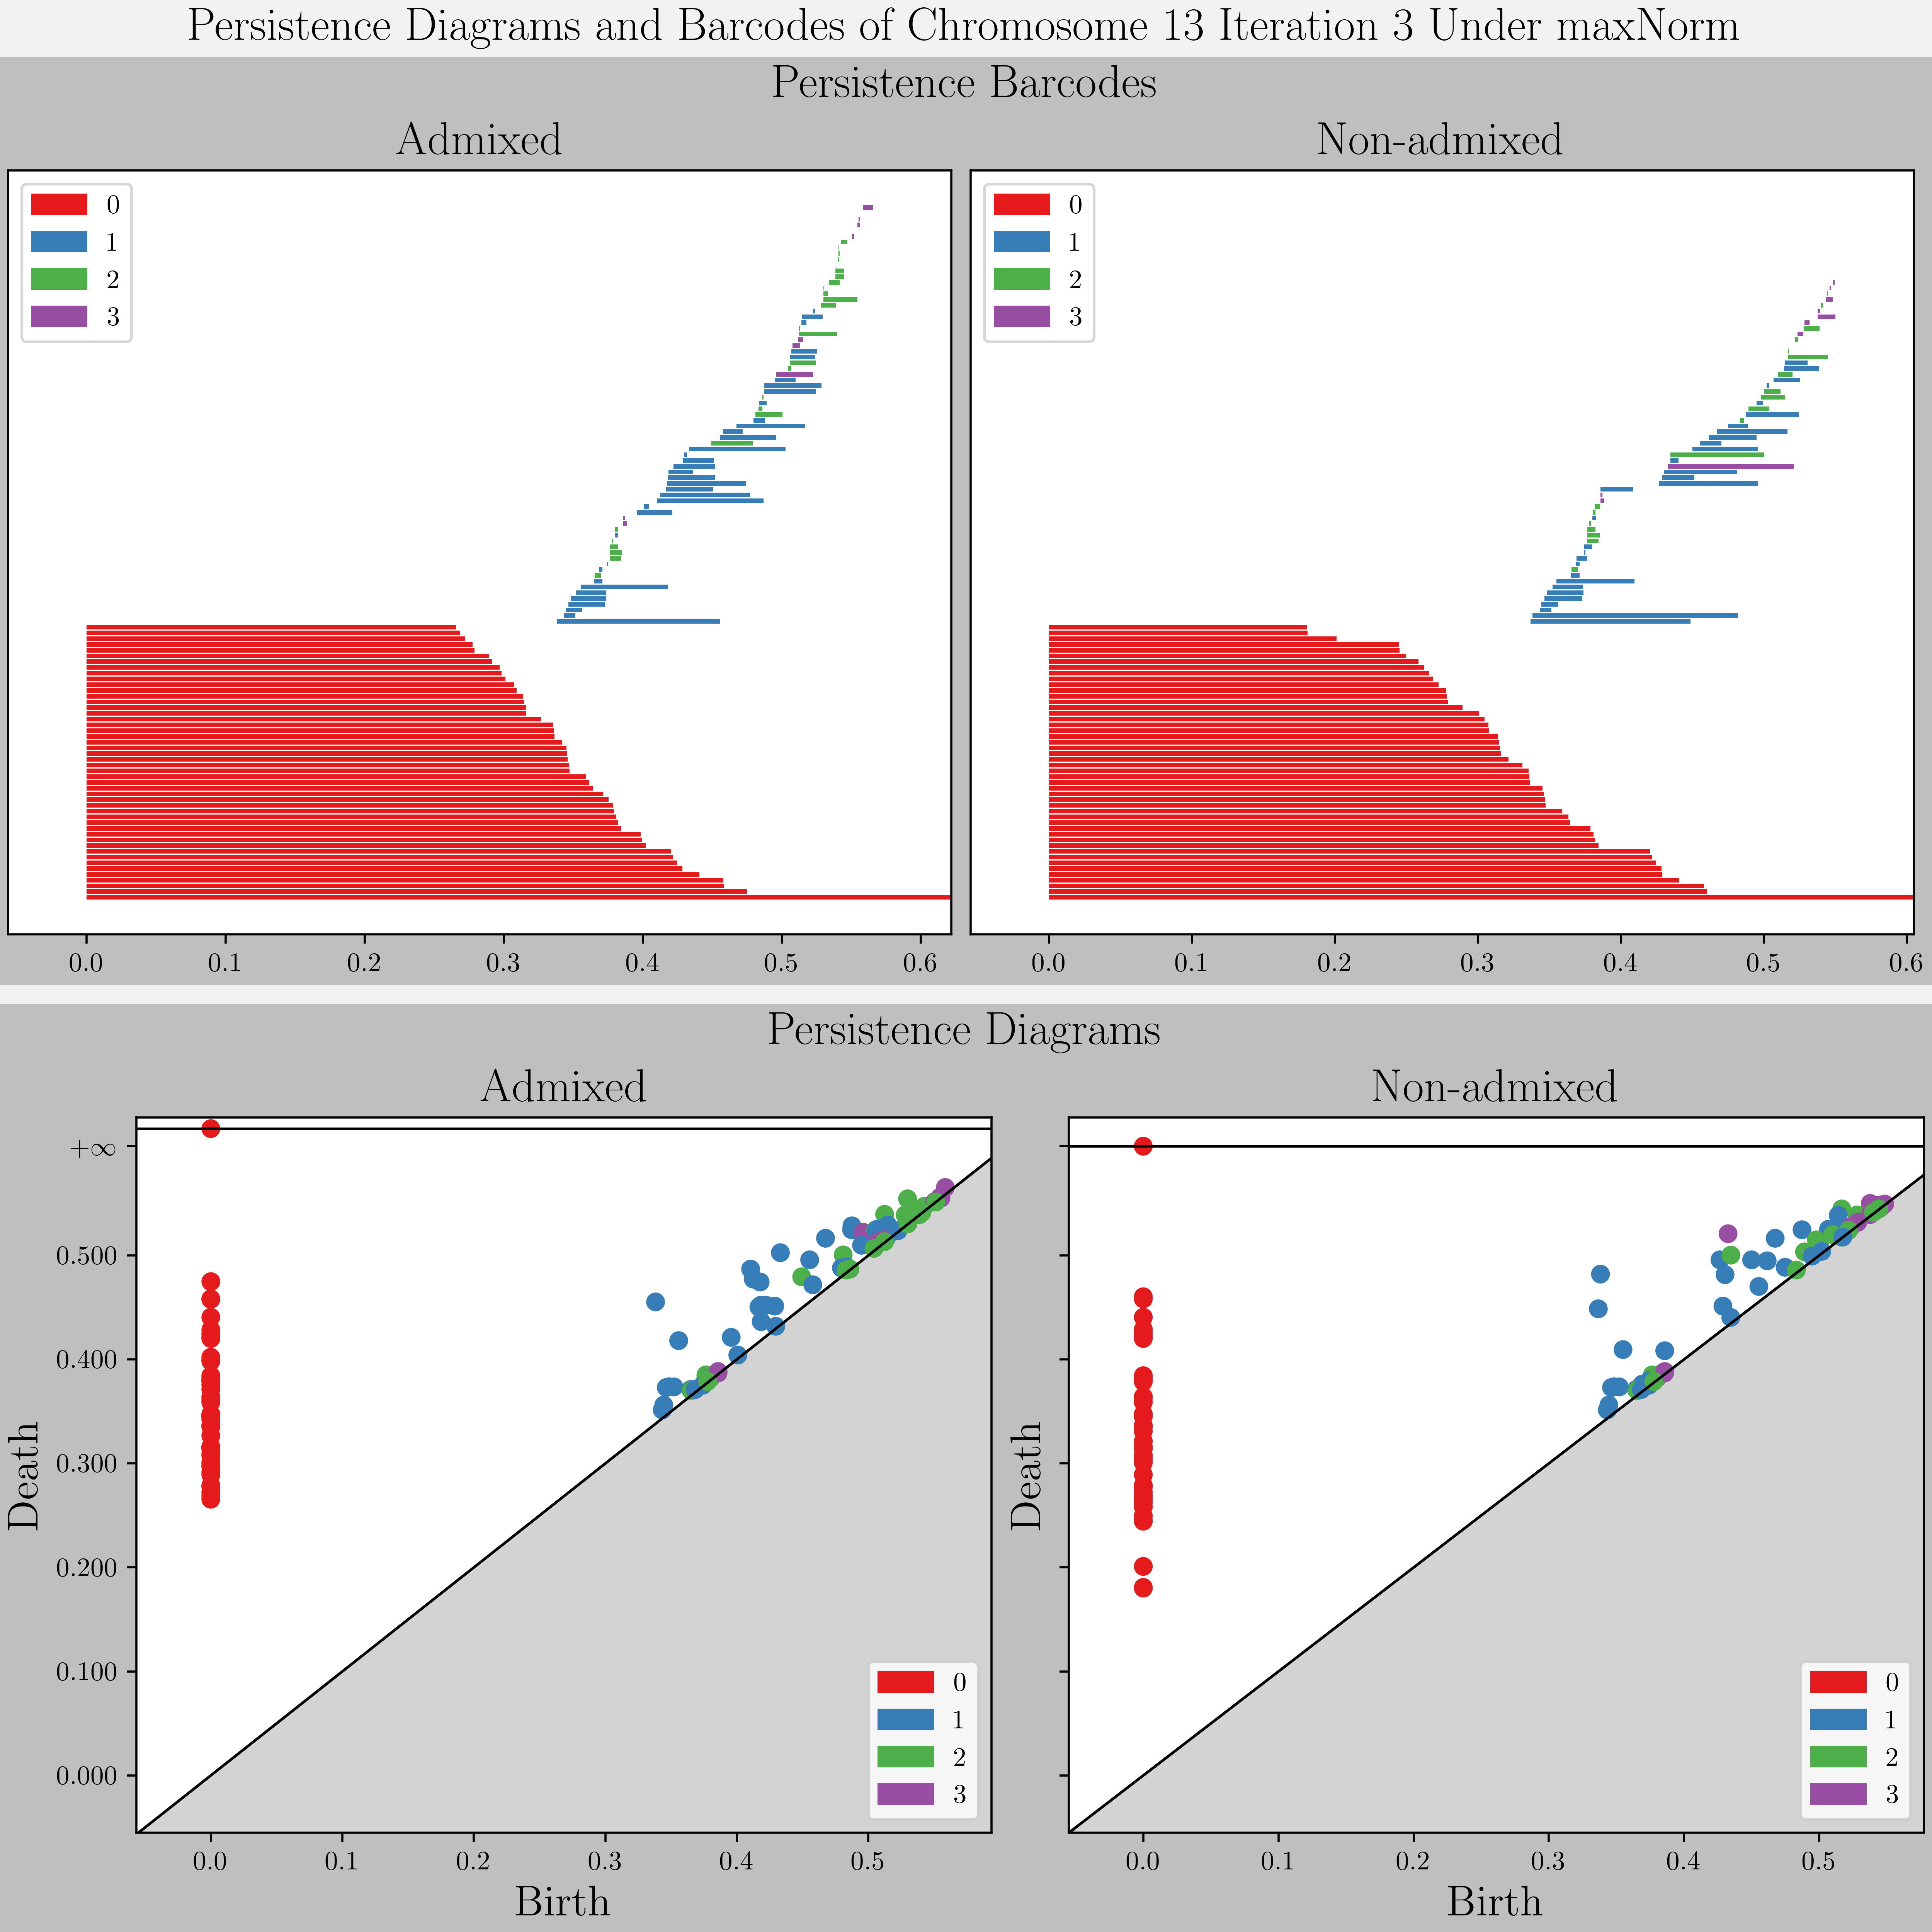 Persistence Diagrams and Barcodes of Chromosome 13 Iteration 3 Under maxNorm
Persistence Barcodes
Admixed
Non-admixed
0
1
2
3
0
1
2
3
0.0 0.1 0.2 0.3 0.4 0.5 0.6
0.0 0.1 0.2 0.3 0.4 0.5 0.6
Persistence Diagrams
Admixed
Non-admixed
+∞
0.500
0.400
0.300
0.200
0.100
0.000
Death
Death
0
1
2
3
0
1
2
3
0.0 0.1 0.2 0.3 0.4 0.5
0.0 0.1 0.2 0.3 0.4 0.5
Birth
Birth